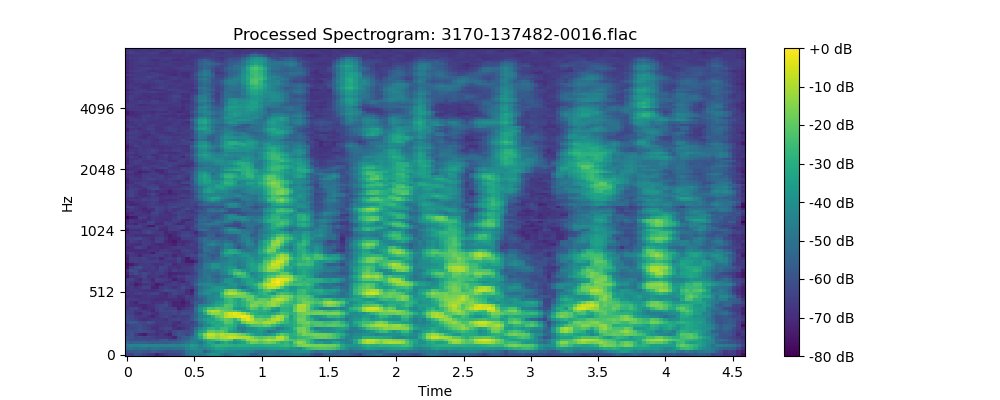 Processed Spectrogram: 3170-137482-0016.flac
Hz
4096
2048
1024
512
0
0 0.5 1 1.5 2 2.5 3 3.5 4 4.5
Time
+0 dB
-10 dB
-20 dB
-30 dB
-40 dB
-50 dB
-60 dB
-70 dB
-80 dB